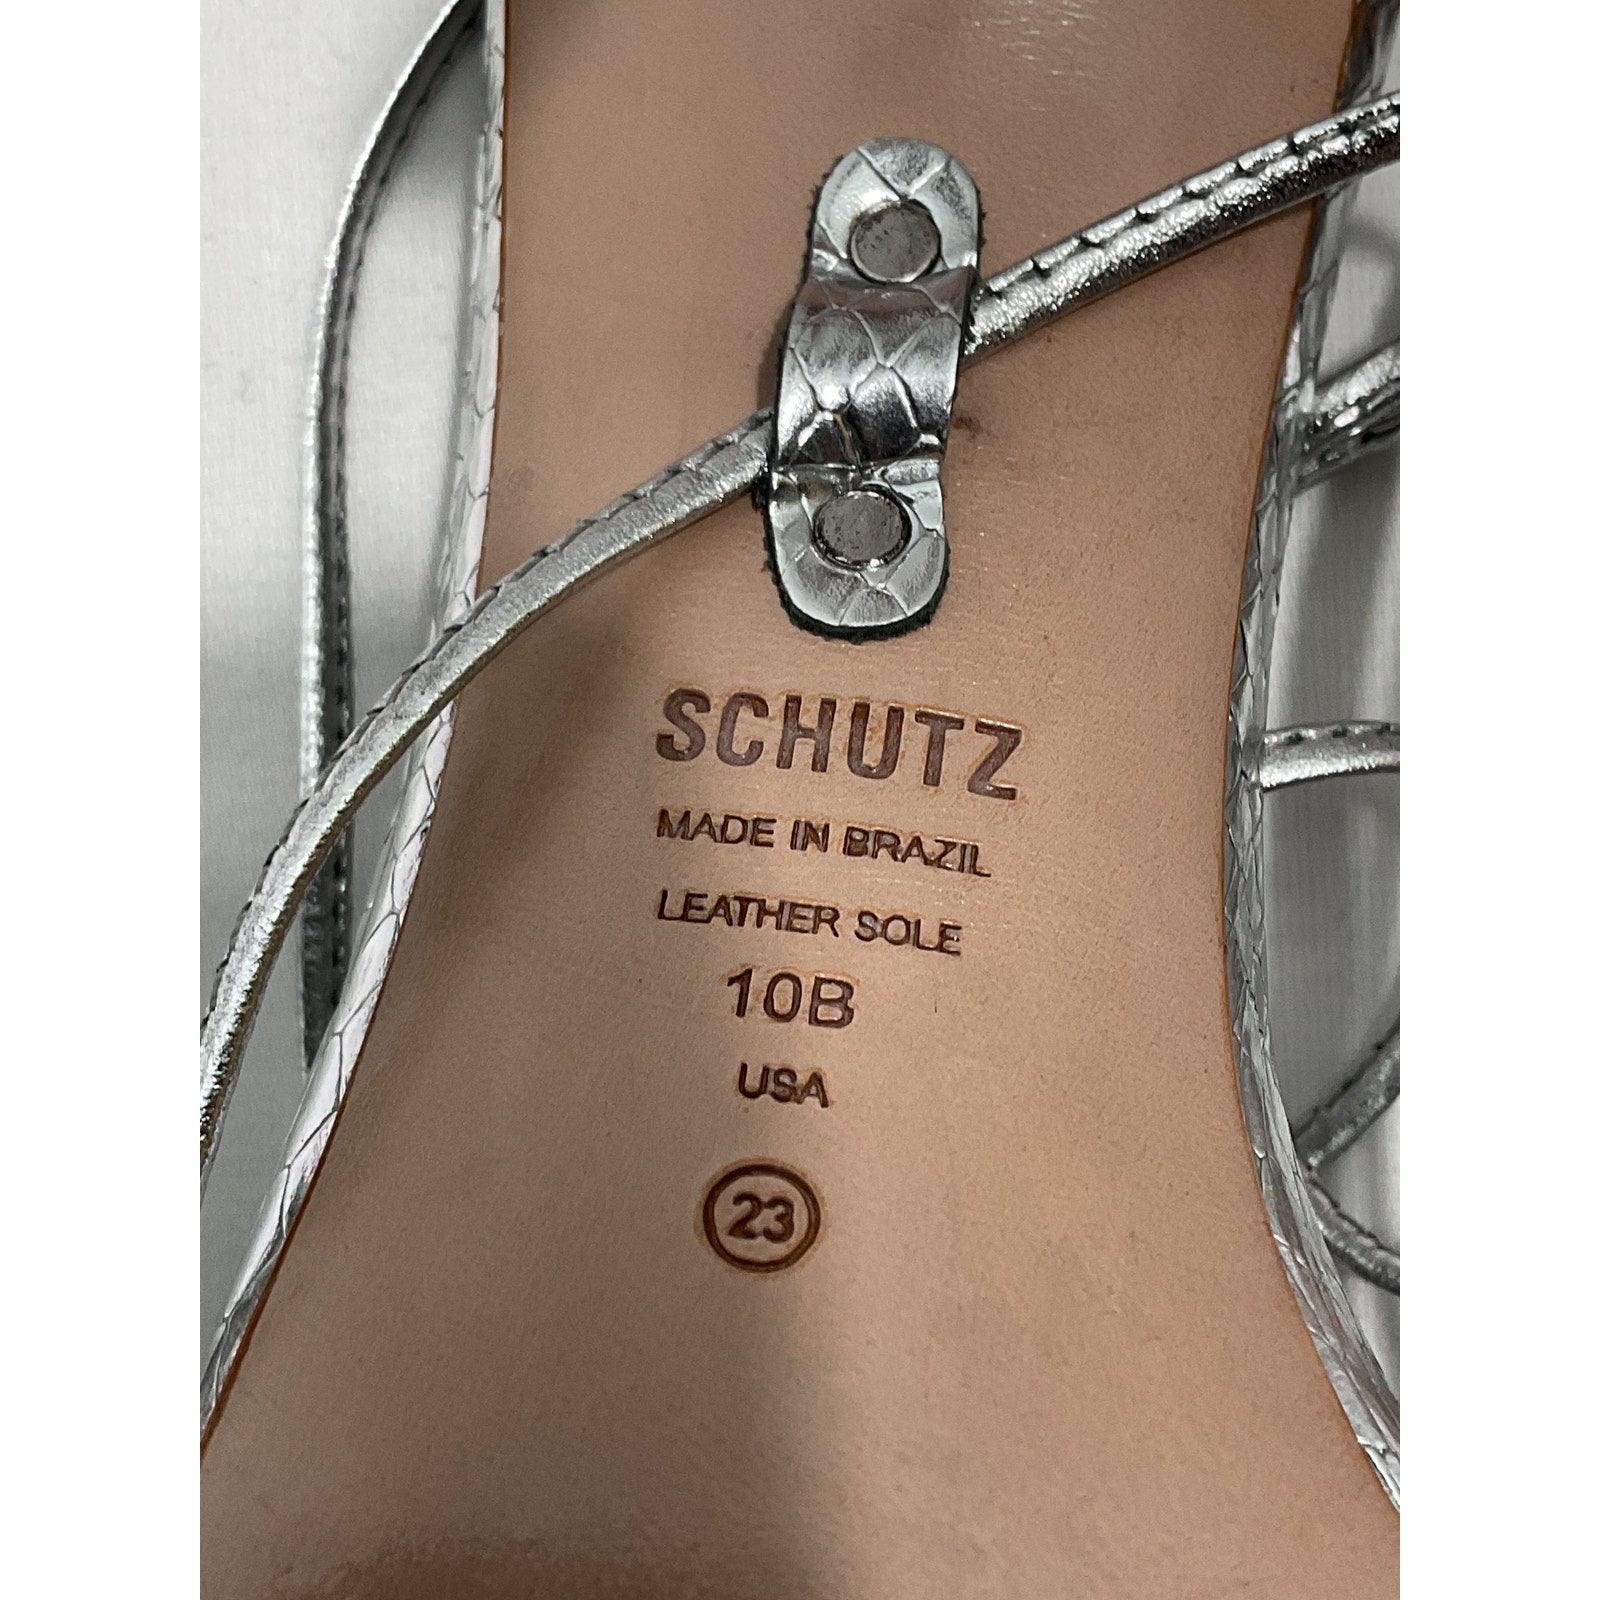 SCHUTZ
MADE IN BRAZIL
LEATHER SOLE
10B
USA
23